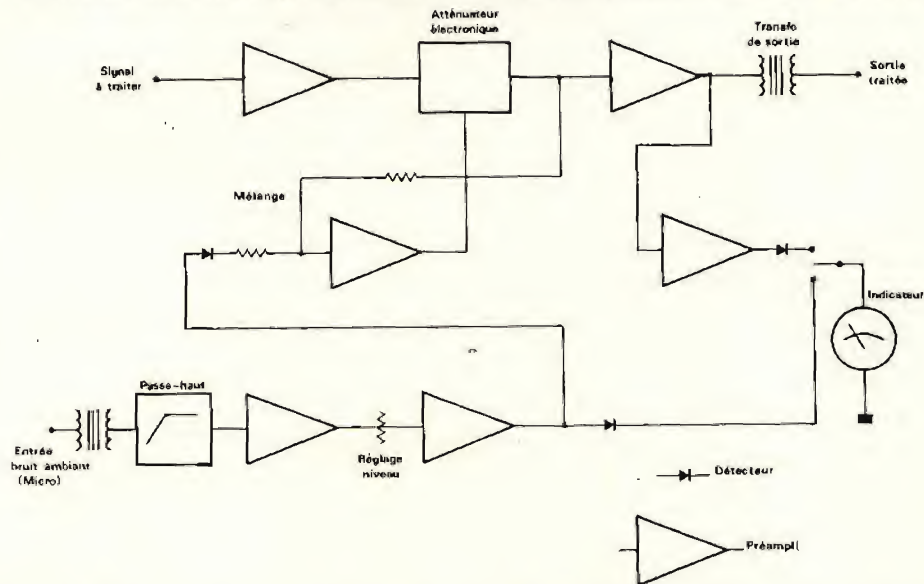 Atténuateur
électronique
Transfo
de sortie
Signal
à traiter
Sortie
traitée
Mélange
Indicateur
Passe-haut
Entrée
bruit ambiant
(Micro)
Réglage
niveau
Détecteur
Préampli